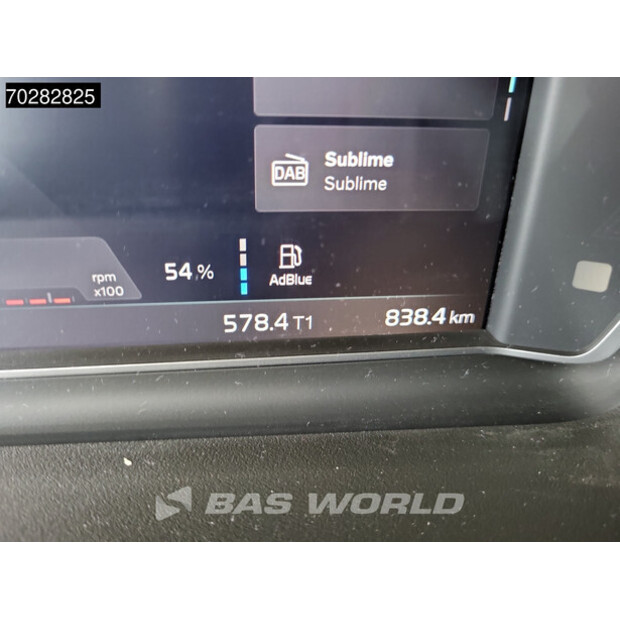 70282825
DAB
Sublime
Sublime
rpm
x100
54 %
AdBlue
578.4 T1
838.4 km
BAS WORLD